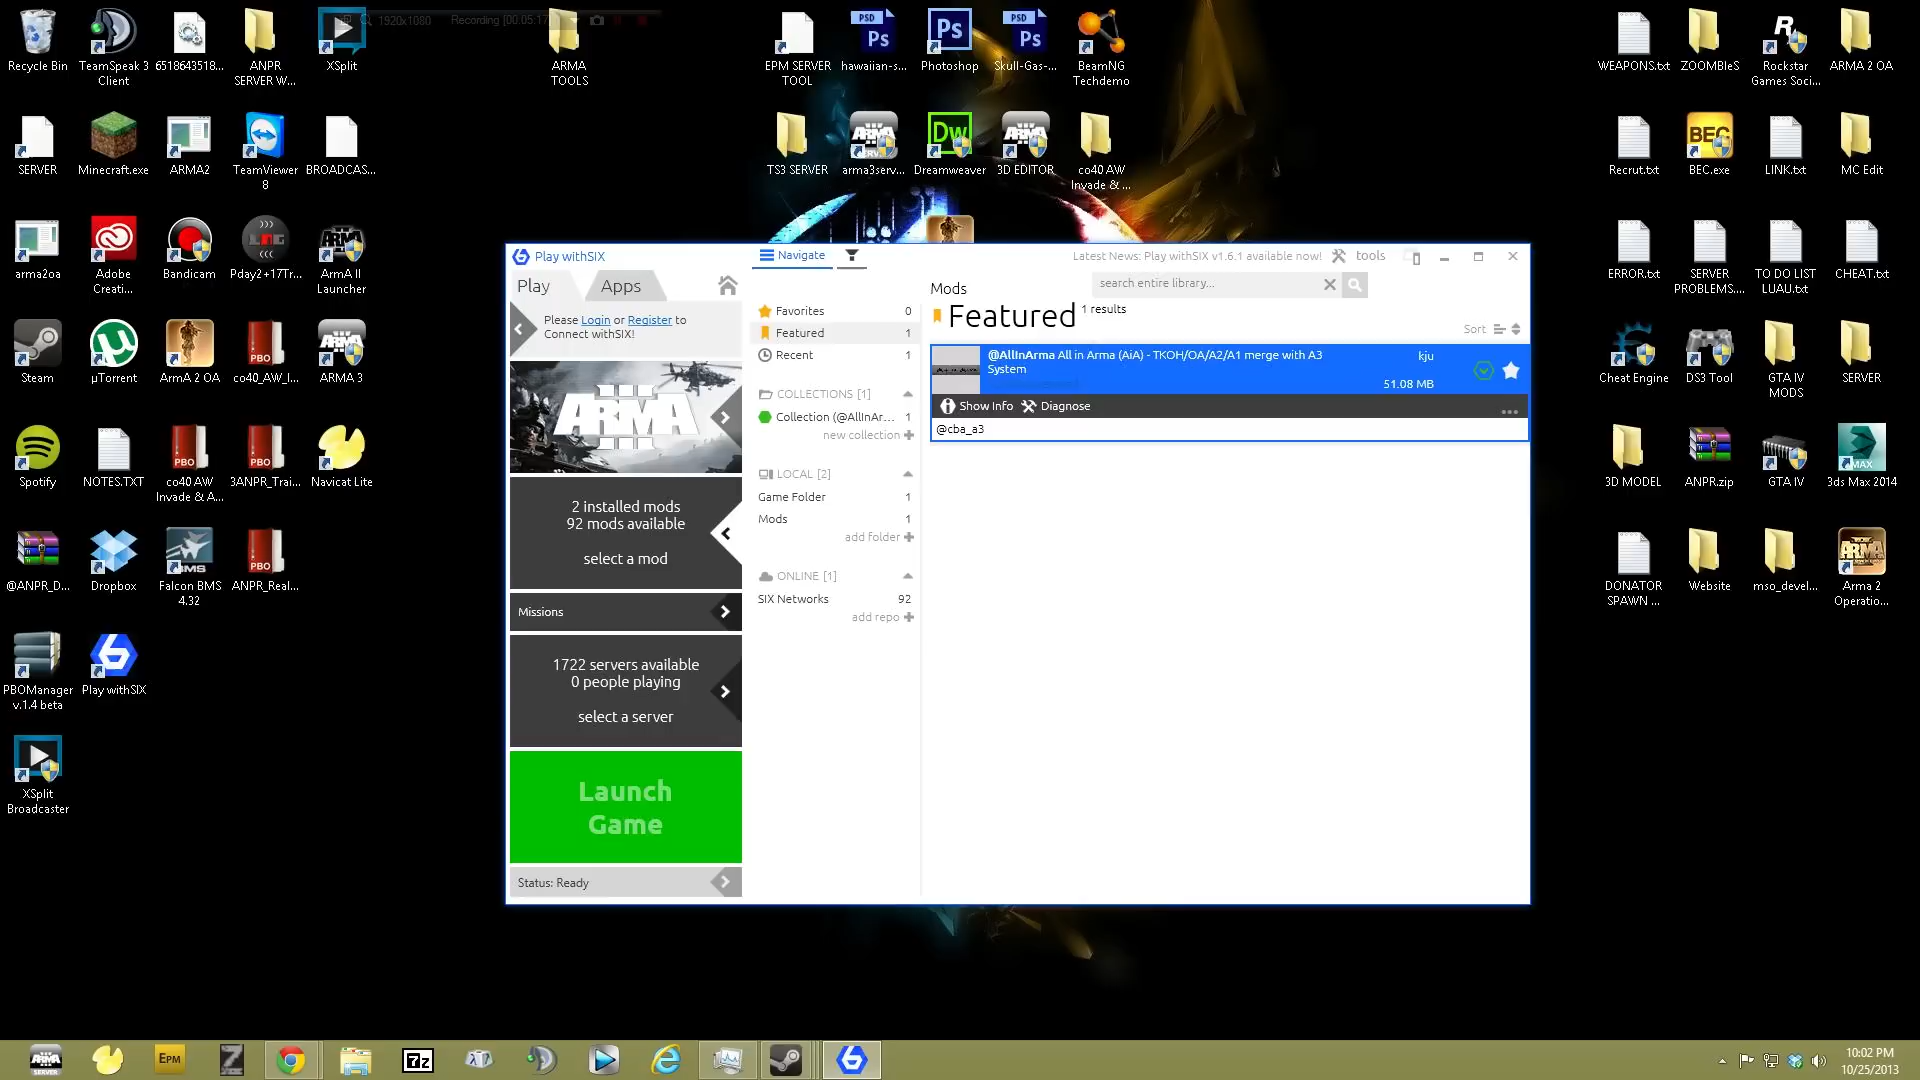 1920x1080 Recording [00:05:17]
Recycle Bin
TeamSpeak 3
Client
6518643518...
ANPR
SERVER W...
XSplit
ARMA
TOOLS
EPM SERVER
TOOL
hawaiian-s...
Photoshop
Skull-Gas-...
BeamNG
Techdemo
WEAPONS.txt
ZOOMBIeS
Rockstar
Games Soci...
ARMA 2 OA
SERVER
Minecraft.exe
ARMA2
TeamViewer
8
BROADCAS...
TS3 SERVER
arma3serv...
Dreamweaver
3D EDITOR
co40 AW
Invade & ...
Recrut.txt
BEC.exe
LINK.txt
MC Edit
arma2oa
Adobe
Creati...
Bandicam
Pday2+17Tr...
ArmA II
Launcher
ERROR.txt
SERVER
PROBLEMS....
TO DO LIST
LUAU.txt
CHEAT.txt
Steam
µTorrent
ArmA 2 OA
co40_AW_I...
ARMA 3
Cheat Engine
DS3 Tool
GTA IV
MODS
SERVER
Spotify
NOTES.TXT
co40 AW
Invade & A...
3ANPR_Trai...
Navicat Lite
3D MODEL
ANPR.zip
GTA IV
3ds Max 2014
@ANPR_D...
Dropbox
Falcon BMS
4.32
ANPR_Real...
DONATOR
SPAWN ...
Website
mso_devel...
Arma 2
Operatio...
PBOManager
v.1.4 beta
Play withSIX
XSplit
Broadcaster
Play withSIX
Navigate
Latest News: Play withSIX v1.6.1 available now!
tools
Play
Apps
Please Login or Register to
Connect withSIX!
ARMA
III
2 installed mods
92 mods available
select a mod
Missions
1722 servers available
0 people playing
select a server
Launch
Game
Status: Ready
Favorites 0
Featured 1
Recent 1
COLLECTIONS [1]
Collection (@AllInAr... 1
new collection
LOCAL [2]
Game Folder 1
Mods 1
add folder
ONLINE [1]
SIX Networks 92
add repo
Mods
search entire library...
Featured 1 results
Sort
@AllInArma All in Arma (AiA) - TKOH/OA/A2/A1 merge with A3
System
kju
51.08 MB
Show Info Diagnose
...
@cba_a3
10:02 PM
10/25/2013